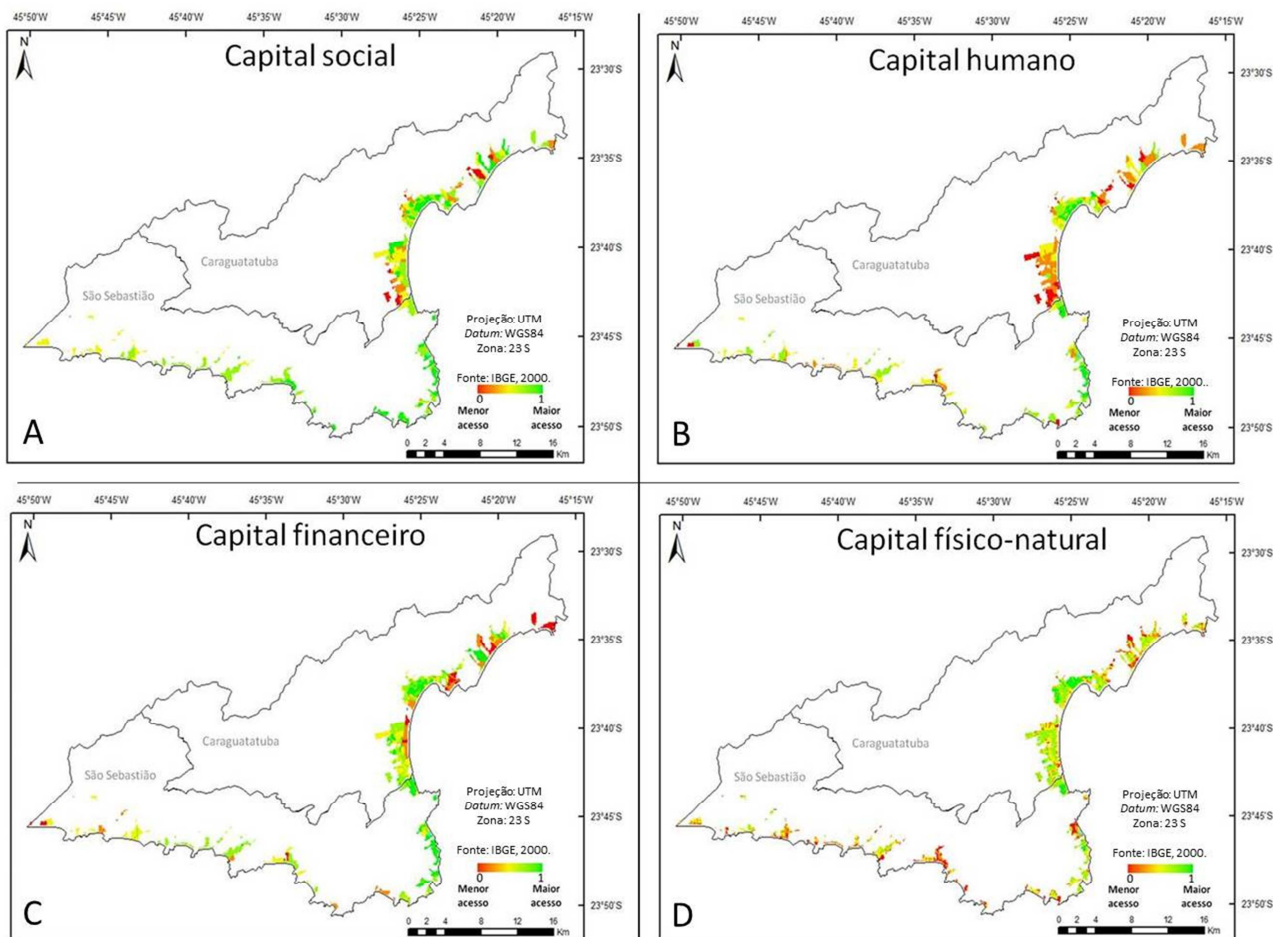 45°50'W 45°45'W 45°40'W 45°35'W 45°30'W 45°25'W 45°20'W 45°15'W
N
Capital social
23°30'S
23°35'S
23°40'S
23°45'S
23°50'S
Caraguatatuba
São Sebastião
Projeção: UTM
Datum: WGS84
Zona: 23 S
Fonte: IBGE, 2000.
0 1
Menor Maior
acesso acesso
A
0 2 4 8 12 16
Km
45°50'W 45°45'W 45°40'W 45°35'W 45°30'W 45°25'W 45°20'W 45°15'W
N
Capital humano
23°30'S
23°36'S
23°40'S
23°45'S
23°50'S
Caraguatatuba
São Sebastião
Projeção: UTM
Datum: WGS84
Zona: 23 S
Fonte: IBGE, 2000..
0 1
Menor Maior
acesso acesso
B
0 2 4 8 12 16
Km
45°50'W 45°45'W 45°40'W 45°35'W 45°30'W 45°25'W 45°20'W 45°15'W
N
Capital financeiro
23°30'S
23°35'S
23°40'S
23°45'S
23°50'S
Caraguatatuba
São Sebastião
Projeção: UTM
Datum: WGS84
Zona: 23 S
Fonte: IBGE, 2000.
0 1
Menor Maior
acesso acesso
C
0 2 4 8 12 16
Km
45°50'W 45°45'W 45°40'W 45°35'W 45°30'W 45°25'W 45°20'W 45°15'W
N
Capital físico-natural
23°30'S
23°35'S
23°40'S
23°45'S
23°50'S
Caraguatatuba
São Sebastião
Projeção: UTM
Datum: WGS84
Zona: 23 S
Fonte: IBGE, 2000.
0 1
Menor Maior
acesso acesso
D
0 2 4 8 12 16
Km